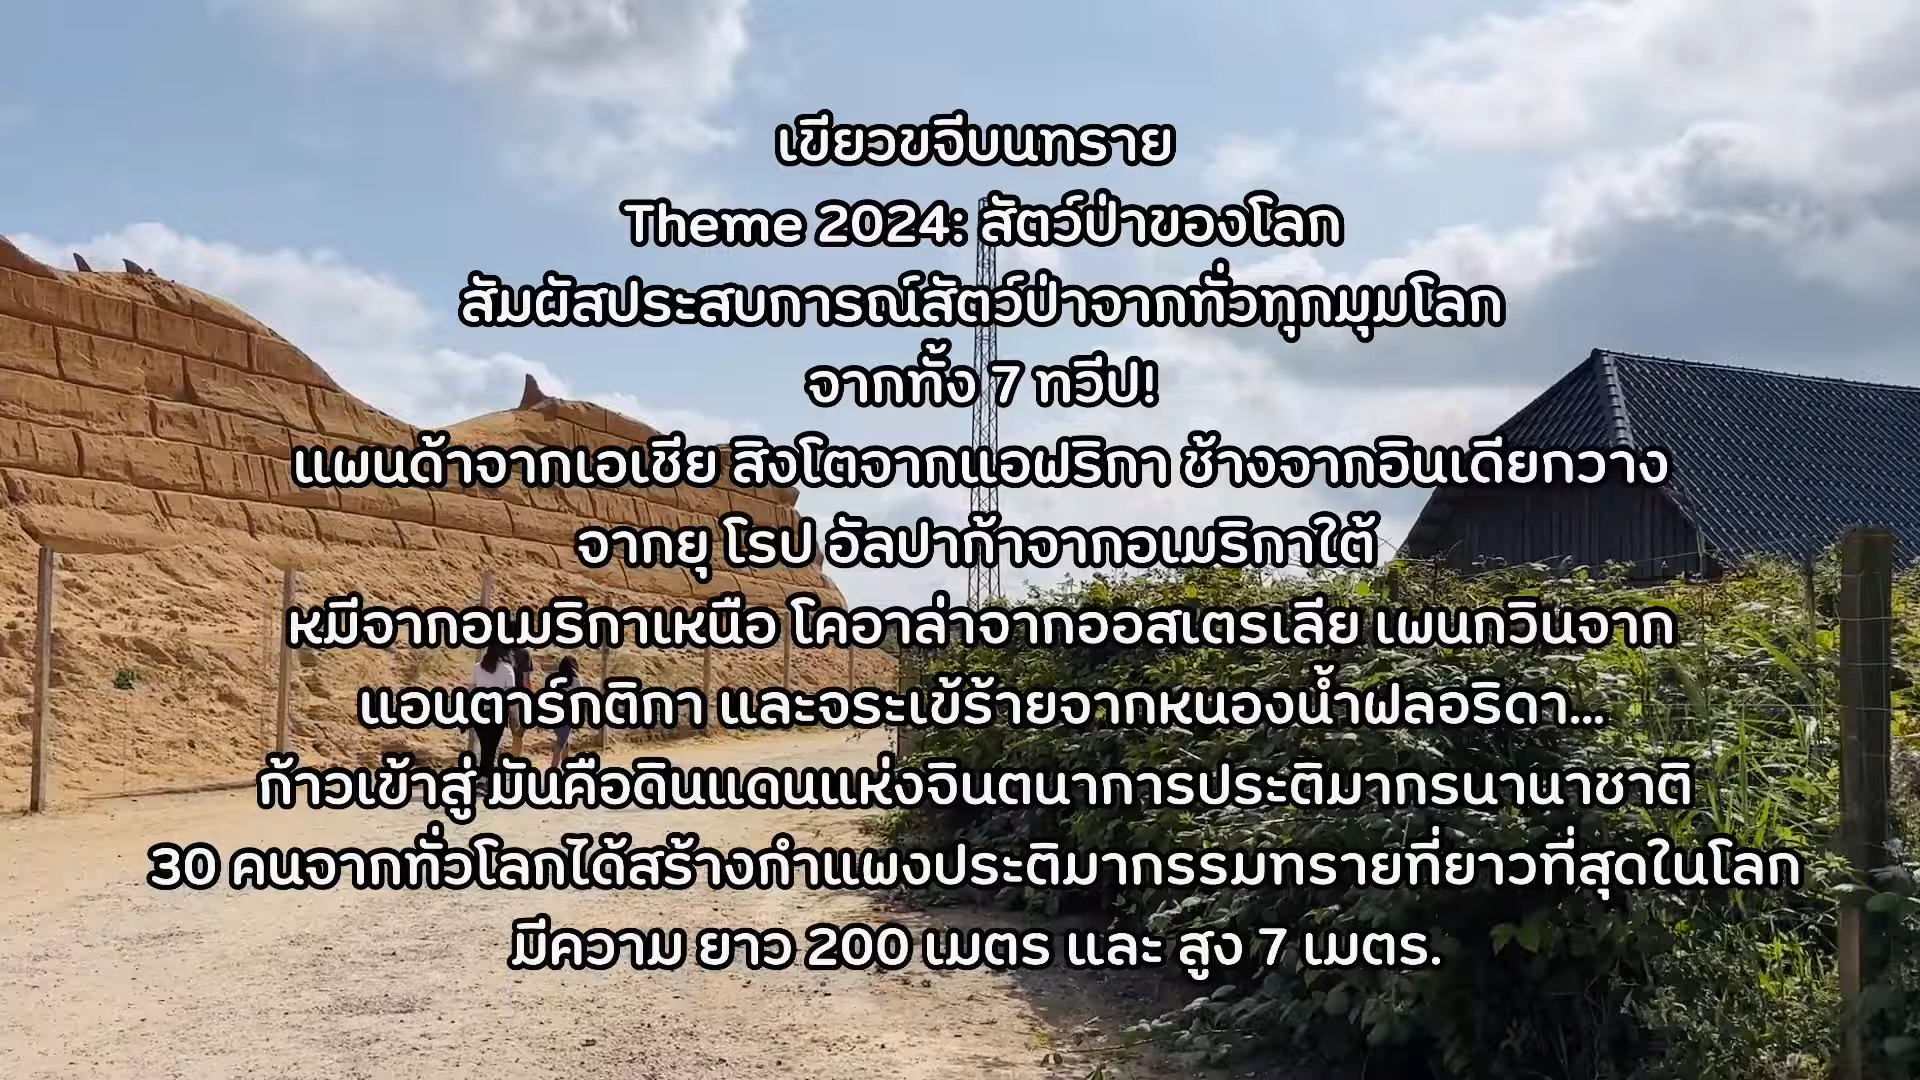 เขียวขจีบนทราย
Theme 2024: สัตว์ป่าของโลก
สัมผัสประสบการณ์สัตว์ป่าจากทั่วทุกมุมโลก
จากทั้ง 7 ทวีป!
แผนด้าจากเอเชีย สิงโตจากแอฟริกา ช้างจากอินเดียกวาง
จากยุ โรป อัลปาก้าจากอเมริกาใต้
หมีจากอเมริกาเหนือ โคอาล่าจากออสเตรเลีย เพนกวินจาก
แอนตาร์กติกา และจระเข้ร้ายจากหนองน้ำฝลอริดา...
ก้าวเข้าสู่ มันคือดินแดนแห่งจินตนาการประติมากรนานาชาติ
30 คนจากทั่วโลกได้สร้างกำแพงประติมากรรมทรายที่ยาวที่สุดในโลก
มีความ ยาว 200 เมตร และ สูง 7 เมตร.